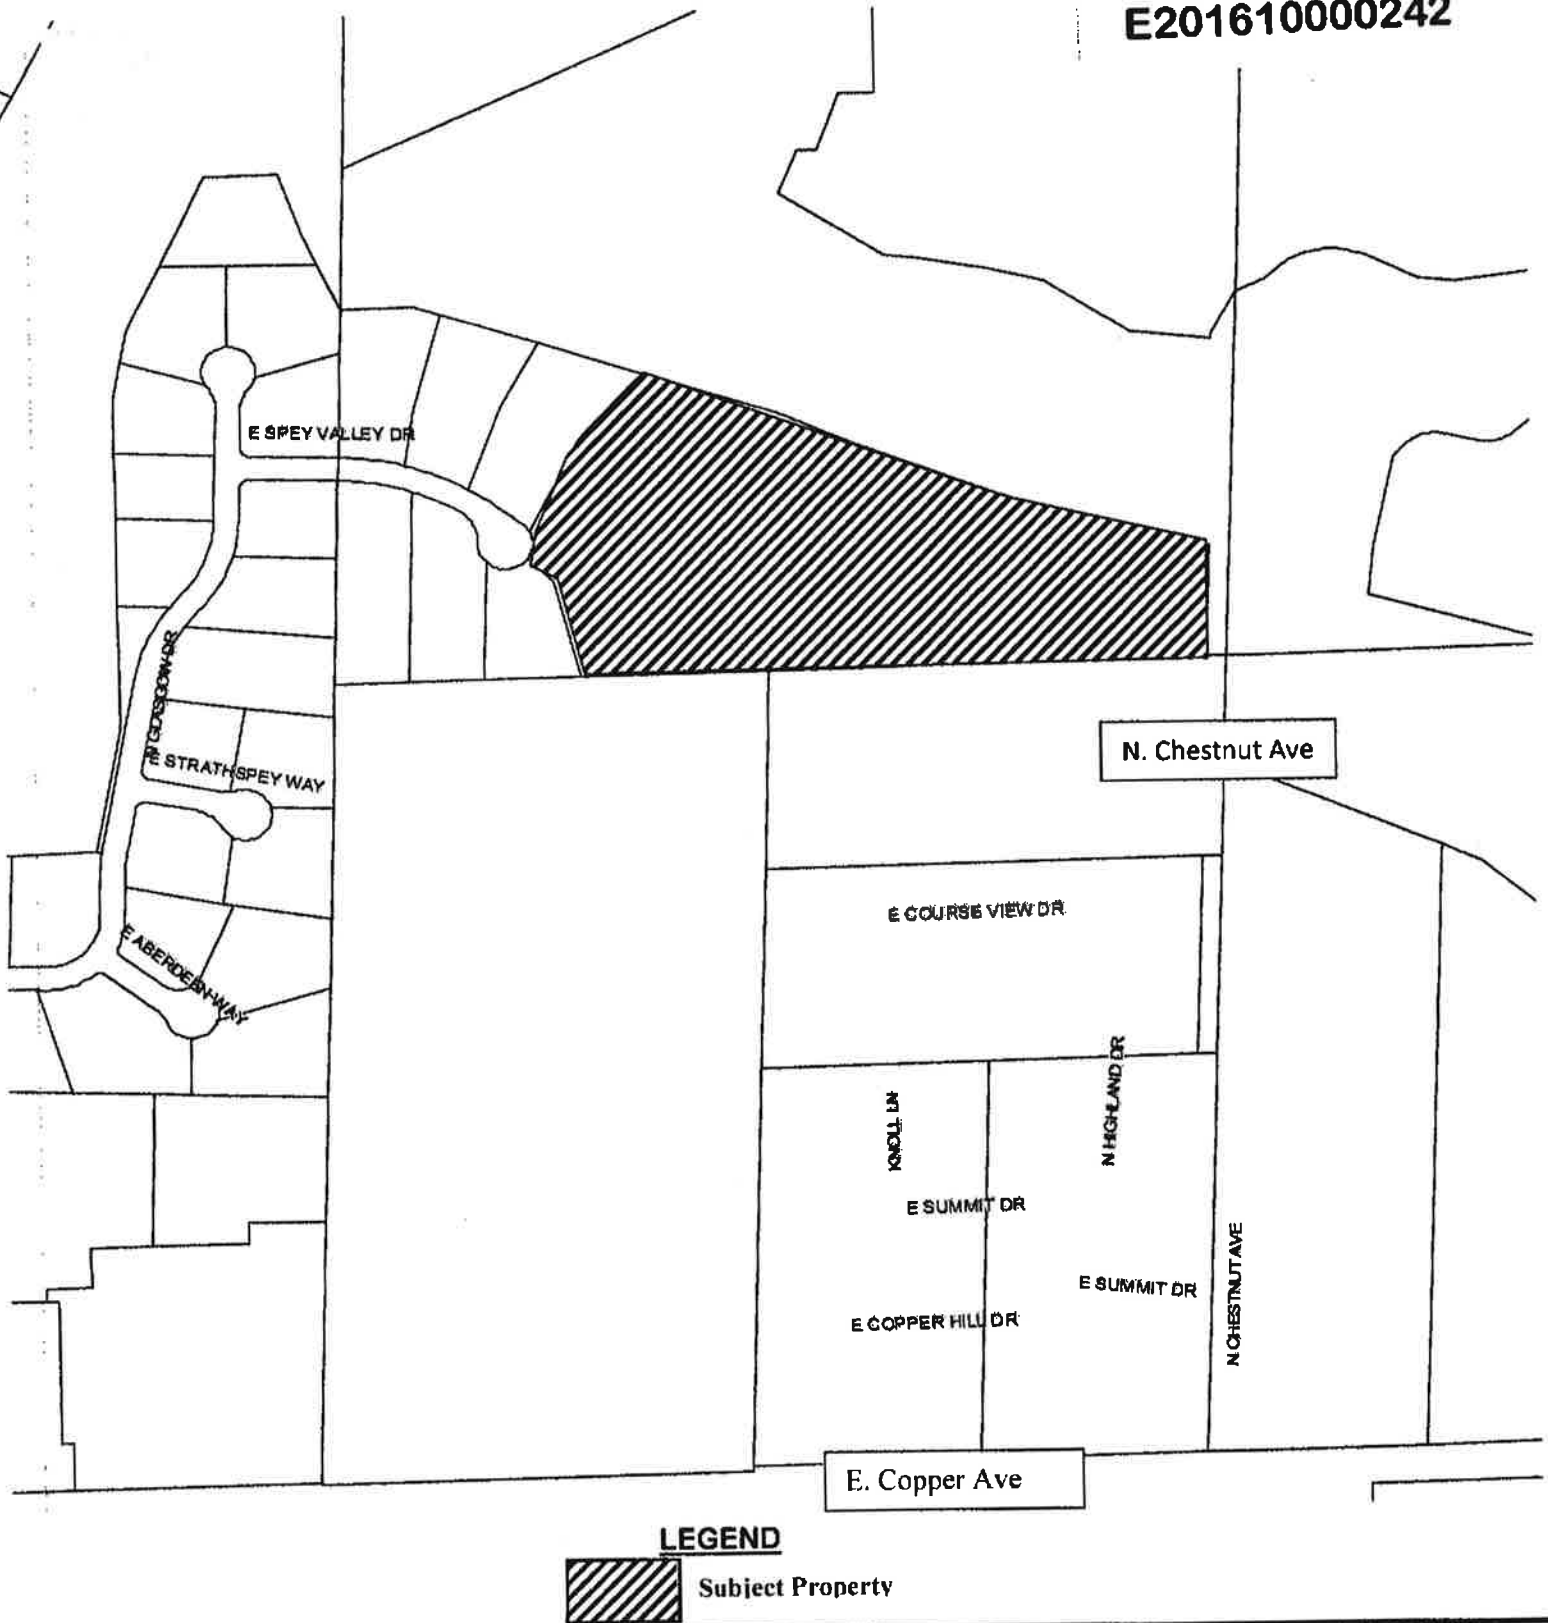 E201610000242
E SPEY VALLEY DR
N GLASGOW DR
E STRATHSPEY WAY
N. Chestnut Ave
E COURSE VIEW DR
E ABERDEEN WAY
KNOLL LN
N HIGHLAND DR
E SUMMIT DR
E SUMMIT DR
N CHESTNUT AVE
E COPPER HILL DR
E. Copper Ave
LEGEND
Subject Property